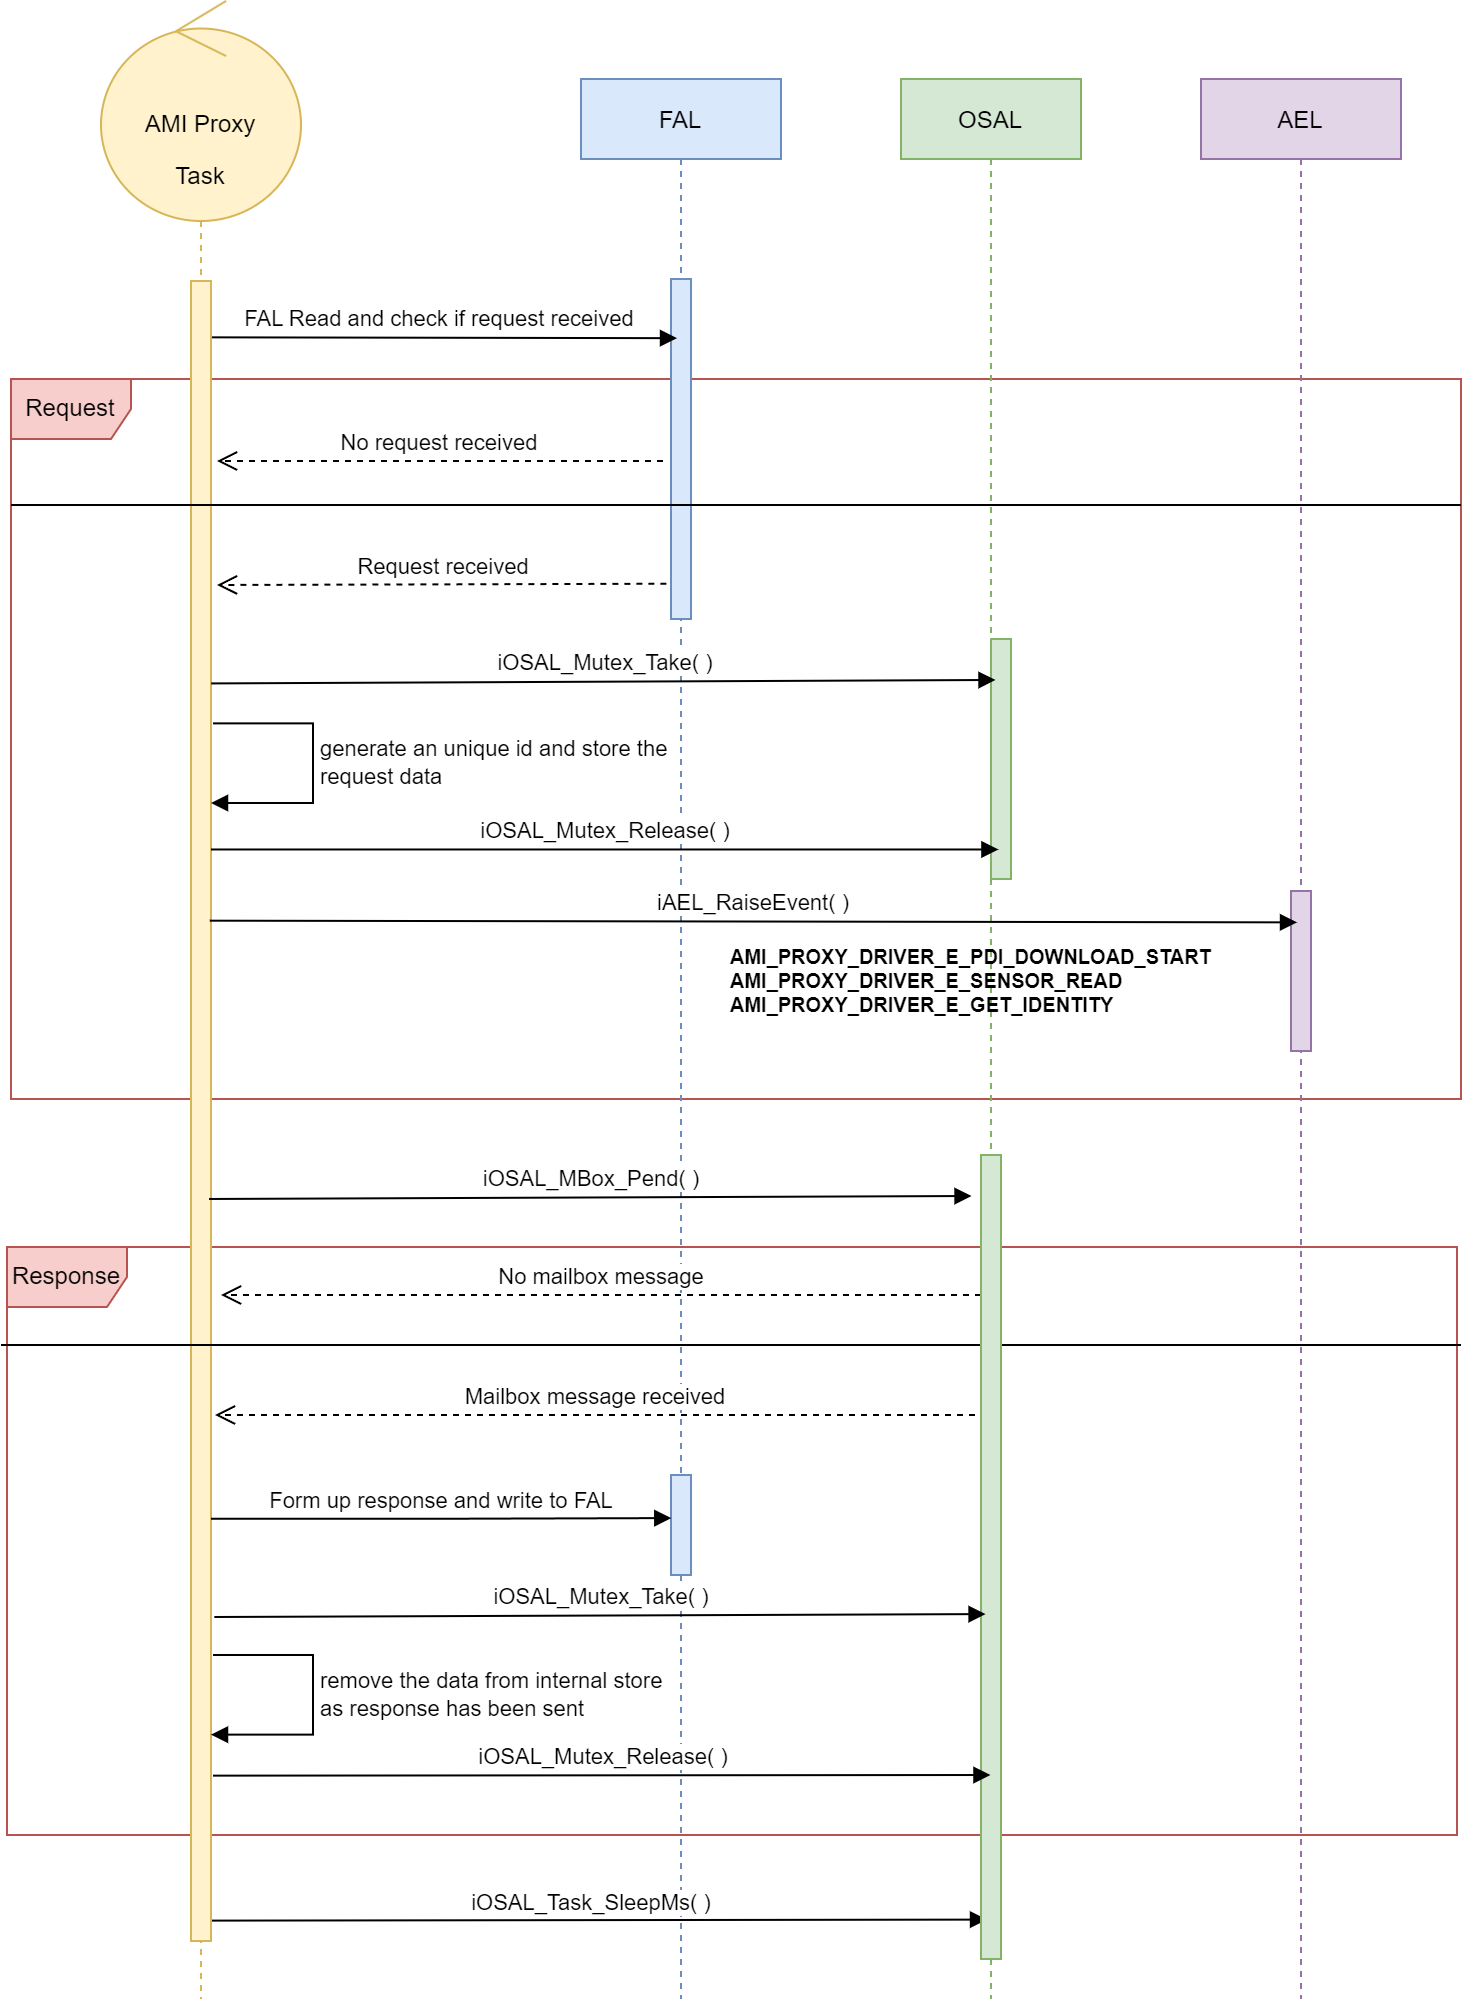 AMI Proxy
Task
FAL
OSAL
AEL
FAL Read and check if request received
Request
No request received
Request received
iOSAL_Mutex_Take( )
generate an unique id and store the
request data
iOSAL_Mutex_Release( )
iAEL_RaiseEvent( )
AMI_PROXY_DRIVER_E_PDI_DOWNLOAD_START
AMI_PROXY_DRIVER_E_SENSOR_READ
AMI_PROXY_DRIVER_E_GET_IDENTITY
iOSAL_MBox_Pend( )
Response
No mailbox message
Mailbox message received
Form up response and write to FAL
iOSAL_Mutex_Take( )
remove the data from internal store
as response has been sent
iOSAL_Mutex_Release( )
iOSAL_Task_SleepMs( )